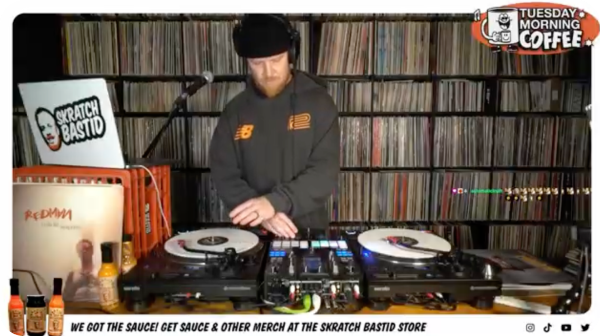 TUESDAY
MORNING
COFFEE
SKRATCH
BASTID
REDMAN
WE GOT THE SAUCE! GET SAUCE & OTHER MERCH AT THE SKRATCH BASTID STORE